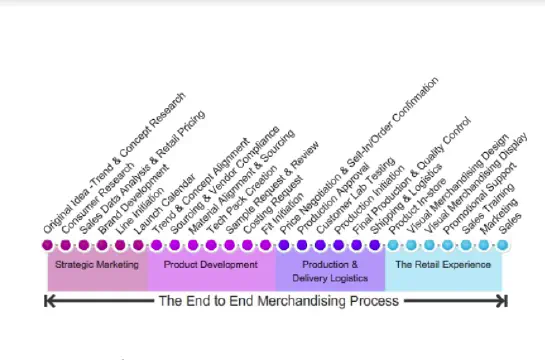 Original Idea -Trend & Concept Research
Consumer Research
Sales Data Analysis & Retail Pricing
Brand Development
Line Initiation
Launch Calendar
Trend & Concept Alignment
Sourcing & Vendor Compliance
Material Alignment & Sourcing
Tech Pack Creation
Sample Request & Review
Costing Request
Fit Initiation
Price Negotiation & Sell-In/Order Confirmation
Production Approval
Customer Lab Testing
Production Initiation
Final Production & Quality Control
Shipping & Logistics
Product In-store
Visual Merchandising Design
Visual Merchandising Display
Promotional Support
Sales Training
Marketing
Sales
Strategic Marketing
Product Development
Production &
Delivery Logistics
The Retail Experience
The End to End Merchandising Process